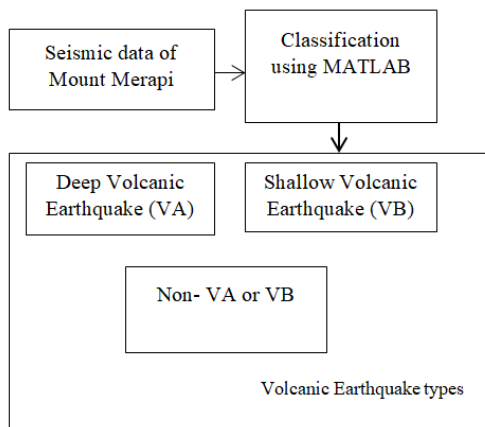 Seismic data of
Mount Merapi
Classification
using MATLAB
Deep Volcanic
Earthquake (VA)
Shallow Volcanic
Earthquake (VB)
Non- VA or VB
Volcanic Earthquake types